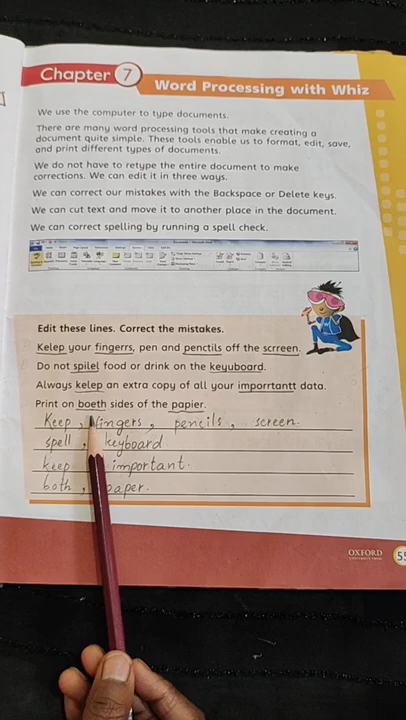 Chapter 7
Word Processing with Whiz
We use the computer to type documents.
There are many word processing tools that make creating a
document quite simple. These tools enable us to format, edit, save,
and print different types of documents.
We do not have to retype the entire document to make
corrections. We can edit it in three ways.
We can correct our mistakes with the Backspace or Delete keys.
We can cut text and move it to another place in the document.
We can correct spelling by running a spell check.
Edit these lines. Correct the mistakes.
Kelep your fingerrs, pen and penctils off the scrreen.
Do not spilel food or drink on the keyuboard.
Always kelep an extra copy of all your imporrtantt data.
Print on boeth sides of the papier.
Keep, fingers, pencils, screen.
spell, keyboard
keep important.
both, paper.
OXFORD
55